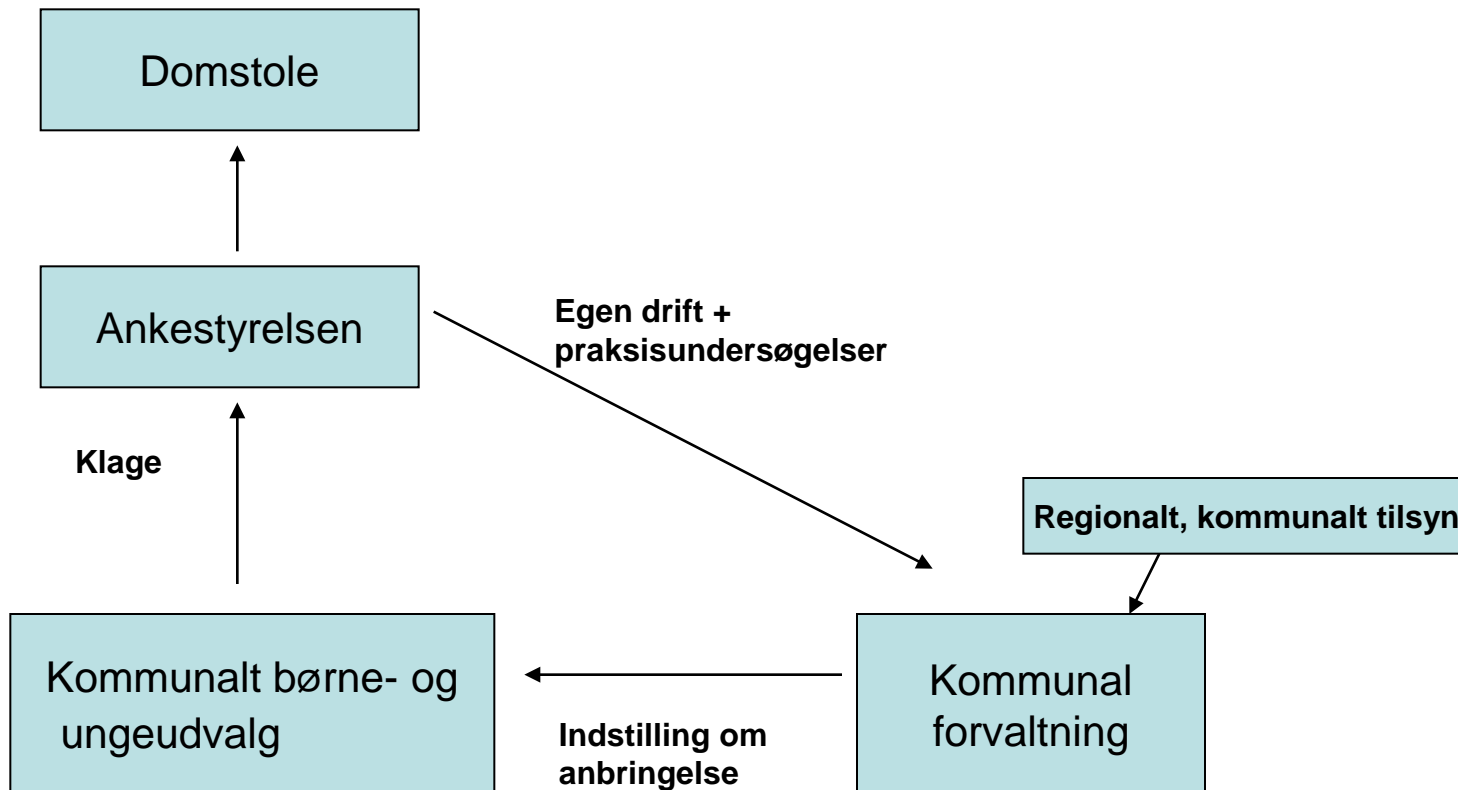 Domstole
Ankestyrelsen
Egen drift +
praksisundersøgelser
Klage
Regionalt, kommunalt tilsyn
Kommunalt børne- og
ungeudvalg
Indstilling om
anbringelse
Kommunal
forvaltning